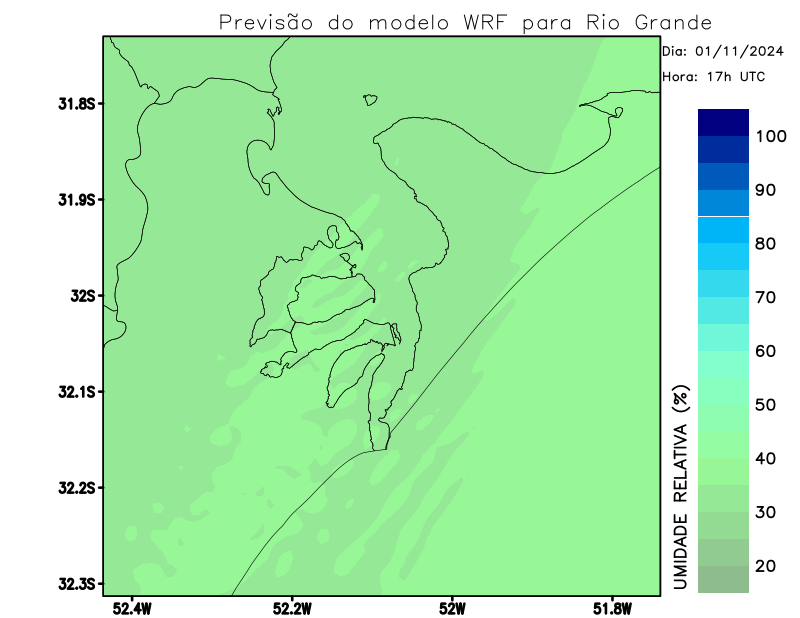 Previsão do modelo WRF para Rio Grande
Dia: 01/11/2024
Hora: 17h UTC
31.8S
31.9S
32S
32.1S
32.2S
32.3S
52.4W
52.2W
52W
51.8W
100
90
80
70
60
50
40
30
20
UMIDADE RELATIVA (%)